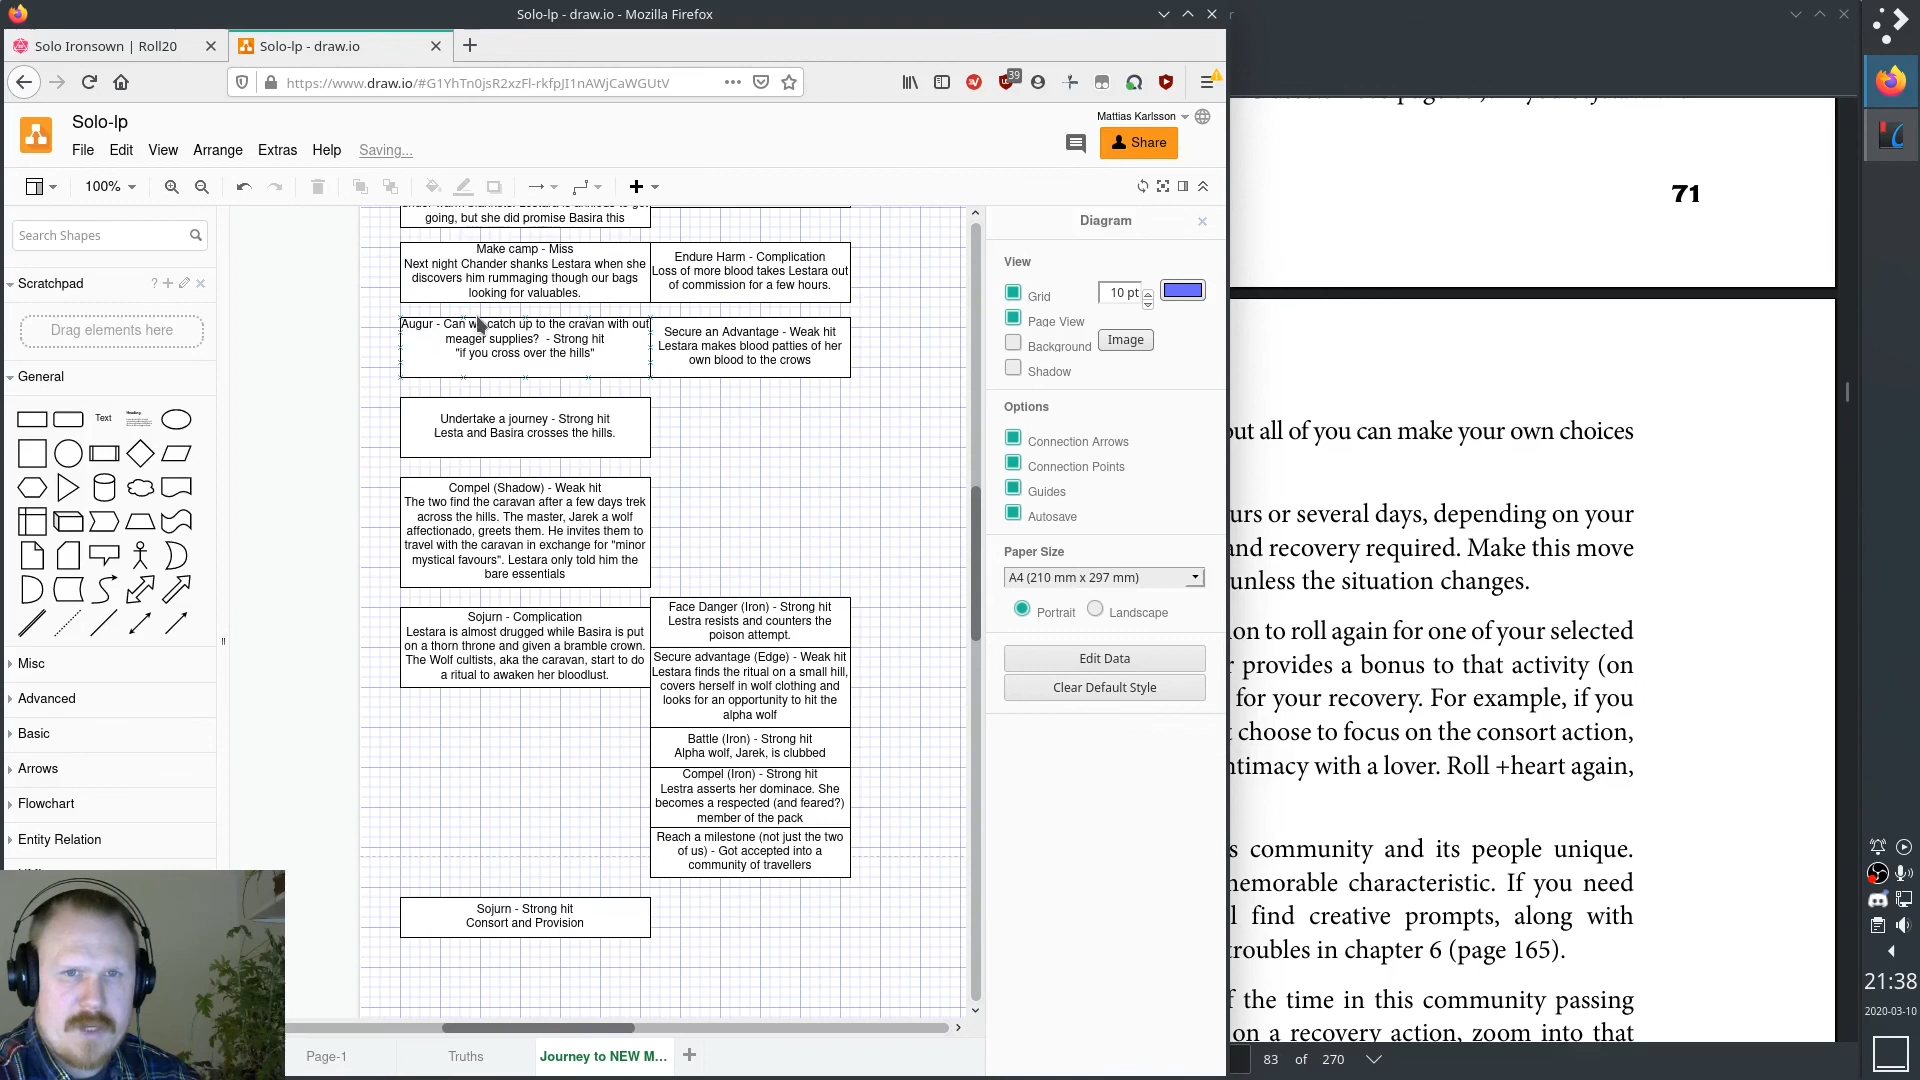 Solo-lp - draw.io - Mozilla Firefox
Solo Ironsown | Roll20
Solo-lp - draw.io
https://www.draw.io/#G1YhTn0jsR2xzFl-rkfpJI1nAWjCaWGUtV
39
Solo-lp
Mattias Karlsson
File Edit View Arrange Extras Help Saving...
Share
100%
Search Shapes
Scratchpad
?
Drag elements here
General
Text
Heading
Misc
Advanced
Basic
Arrows
Flowchart
Entity Relation
going, but she did promise Basira this
Make camp - Miss
Next night Chander shanks Lestara when she
discovers him rummaging though our bags
looking for valuables.
Endure Harm - Complication
Loss of more blood takes Lestara out
of commission for a few hours.
Augur - Can catch up to the cravan with out
meager supplies? - Strong hit
"if you cross over the hills"
Secure an Advantage - Weak hit
Lestara makes blood patties of her
own blood to the crows
Undertake a journey - Strong hit
Lesta and Basira crosses the hills.
Compel (Shadow) - Weak hit
The two find the caravan after a few days trek
across the hills. The master, Jarek a wolf
affectionado, greets them. He invites them to
travel with the caravan in exchange for "minor
mystical favours". Lestara only told him the
bare essentials
Sojurn - Complication
Lestara is almost drugged while Basira is put
on a thorn throne and given a bramble crown.
The Wolf cultists, aka the caravan, start to do
a ritual to awaken her bloodlust.
Face Danger (Iron) - Strong hit
Lestra resists and counters the
poison attempt.
Secure advantage (Edge) - Weak hit
Lestara finds the ritual on a small hill,
covers herself in wolf clothing and
looks for an opportunity to hit the
alpha wolf
Battle (Iron) - Strong hit
Alpha wolf, Jarek, is clubbed
Compel (Iron) - Strong hit
Lestra asserts her dominace. She
becomes a respected (and feared?)
member of the pack
Reach a milestone (not just the two
of us) - Got accepted into a
community of travellers
Sojurn - Strong hit
Consort and Provision
Page-1
Truths
Journey to NEW M...
Diagram
View
Grid
10 pt
Page View
Background
Image
Shadow
Options
Connection Arrows
Connection Points
Guides
Autosave
Paper Size
A4 (210 mm x 297 mm)
Portrait
Landscape
Edit Data
Clear Default Style
71
out all of you can make your own choices
urs or several days, depending on your
and recovery required. Make this move
unless the situation changes.
on to roll again for one of your selected
r provides a bonus to that activity (on
for your recovery. For example, if you
choose to focus on the consort action,
ntimacy with a lover. Roll +heart again,
s community and its people unique.
memorable characteristic. If you need
l find creative prompts, along with
troubles in chapter 6 (page 165).
f the time in this community passing
on a recovery action, zoom into that
83 of 270
21:38
2020-03-10